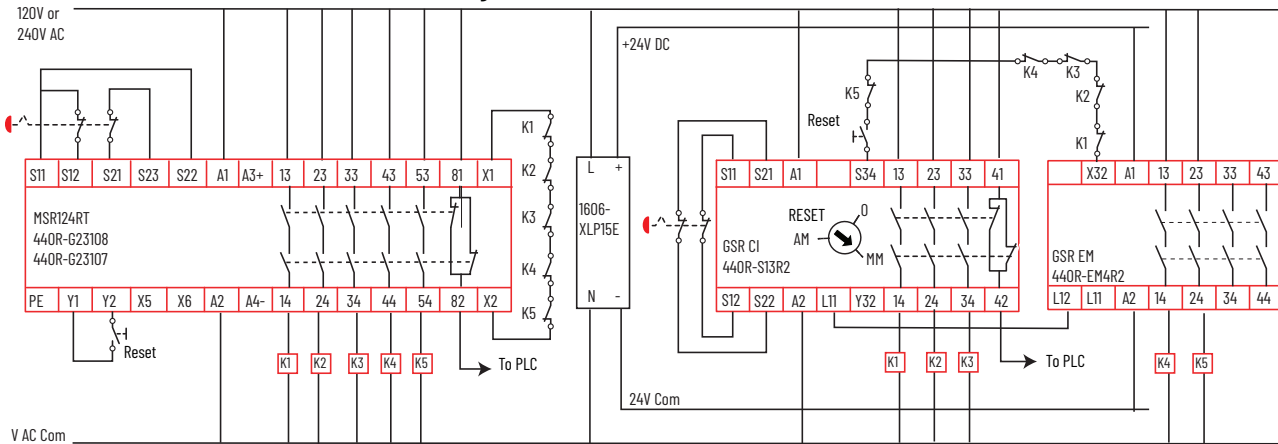 120V or
240V AC
+24V DC
K4 K3
K5
K2
Reset
K1
K1
K2
K3
K4
K5
S11 S12 S21 S23 S22 A1 A3+ 13 23 33 43 53 81 X1
MSR124RT
440R-G23108
440R-G23107
PE Y1 Y2 X5 X6 A2 A4- 14 24 34 44 54 82 X2
Reset
K1 K2 K3 K4 K5
To PLC
L +
1606-
XLP15E
N -
S11 S21 A1 S34 13 23 33 41
RESET 0
AM
MM
GSR CI
440R-S13R2
S12 S22 A2 L11 Y32 14 24 34 42
K1 K2 K3
To PLC
X32 A1 13 23 33 43
GSR EM
440R-EM4R2
L12 L11 A2 14 24 34 44
K4 K5
24V Com
V AC Com